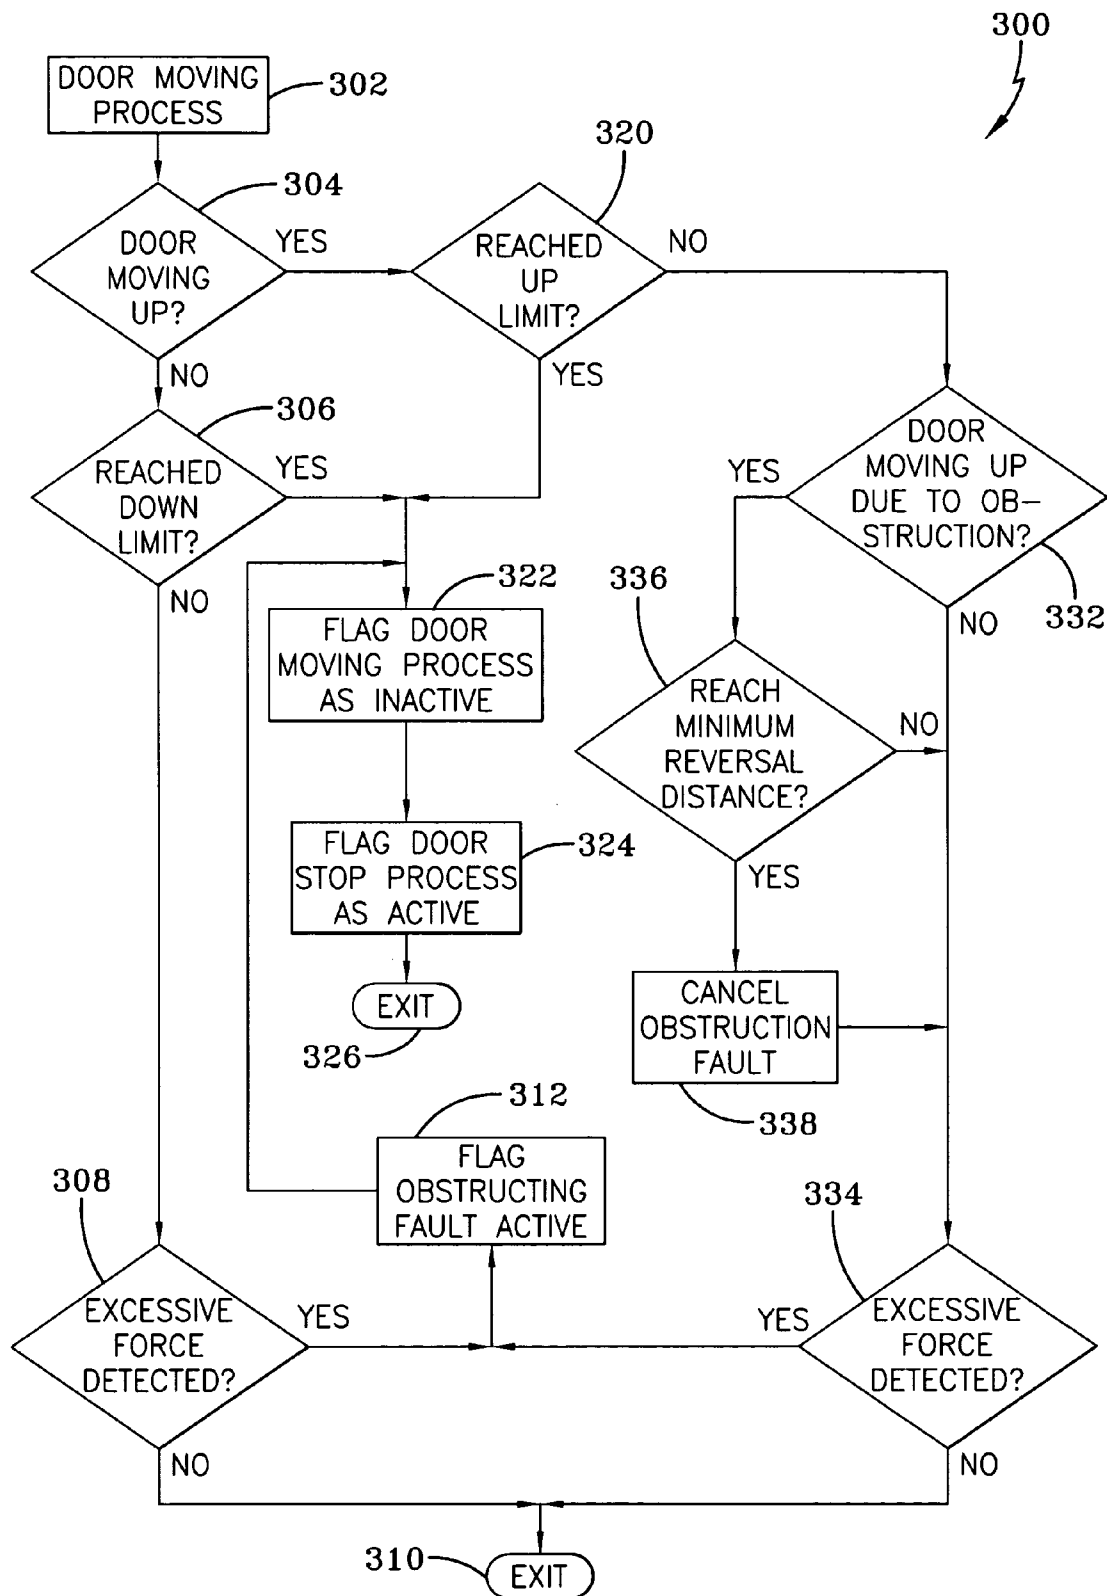 300
DOOR MOVING
PROCESS
302
304
320
DOOR
MOVING
UP?
YES
REACHED
UP
LIMIT?
NO
NO
YES
306
REACHED
DOWN
LIMIT?
YES
DOOR
MOVING UP
DUE TO OB-
STRUCTION?
YES
332
NO
NO
322
FLAG DOOR
MOVING PROCESS
AS INACTIVE
336
REACH
MINIMUM
REVERSAL
DISTANCE?
NO
YES
FLAG DOOR
STOP PROCESS
AS ACTIVE
324
EXIT
326
CANCEL
OBSTRUCTION
FAULT
338
312
FLAG
OBSTRUCTING
FAULT ACTIVE
308
EXCESSIVE
FORCE
DETECTED?
YES
334
YES
EXCESSIVE
FORCE
DETECTED?
NO
NO
310
EXIT